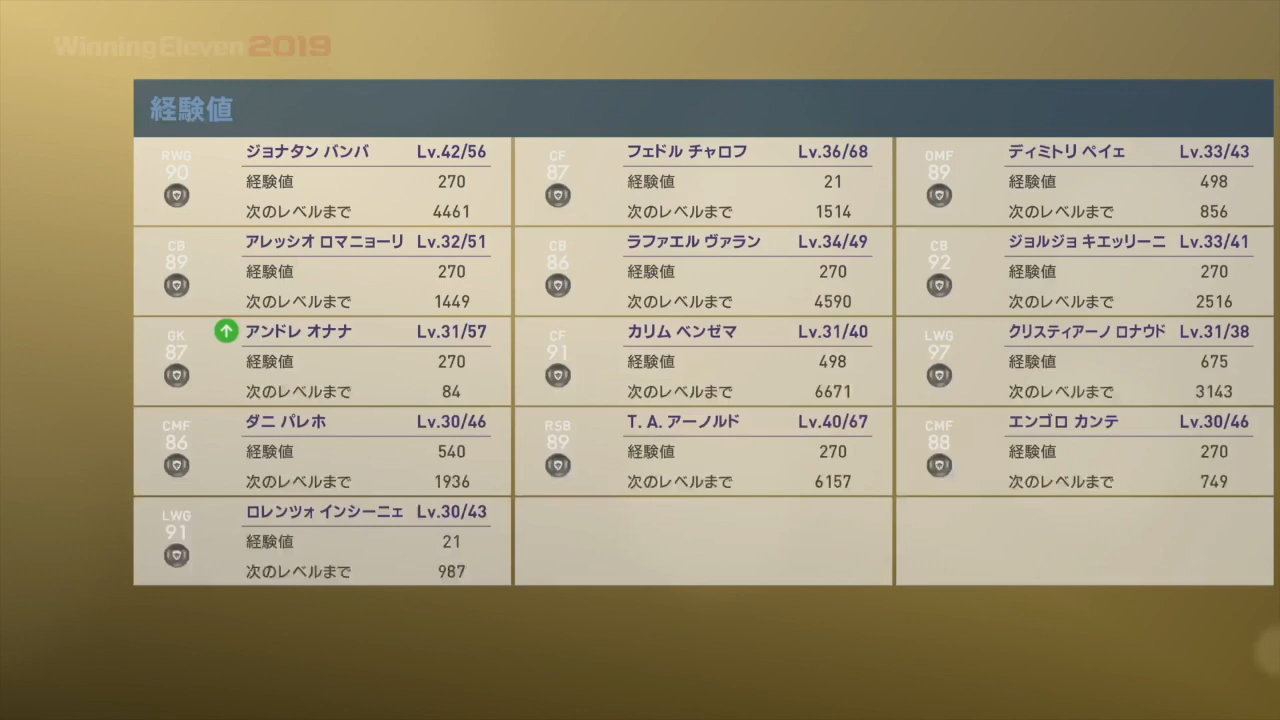 Winning Eleven 2019
経験値
RWG ジョナタン バンバ Lv.42/56
90 経験値 270
次のレベルまで 4461
CF フェドル チャロフ Lv.36/68
87 経験値 21
次のレベルまで 1514
OMF ディミトリ ペイェ Lv.33/43
89 経験値 498
次のレベルまで 856
CB アレッシオ ロマニョーリ Lv.32/51
89 経験値 270
次のレベルまで 1449
CB ラファエル ヴァラン Lv.34/49
86 経験値 270
次のレベルまで 4590
CB ジョルジョ キエッリーニ Lv.33/41
92 経験値 270
次のレベルまで 2516
GK アンドレ オナナ Lv.31/57
87 経験値 270
次のレベルまで 84
CF カリム ベンゼマ Lv.31/40
91 経験値 498
次のレベルまで 6671
LWG クリスティアーノ ロナウド Lv.31/38
97 経験値 675
次のレベルまで 3143
CMF ダニ パレホ Lv.30/46
86 経験値 540
次のレベルまで 1936
RSB T. A. アーノルド Lv.40/67
89 経験値 270
次のレベルまで 6157
CMF エンゴロ カンテ Lv.30/46
88 経験値 270
次のレベルまで 749
LWG ロレンツォ インシーニェ Lv.30/43
91 経験値 21
次のレベルまで 987